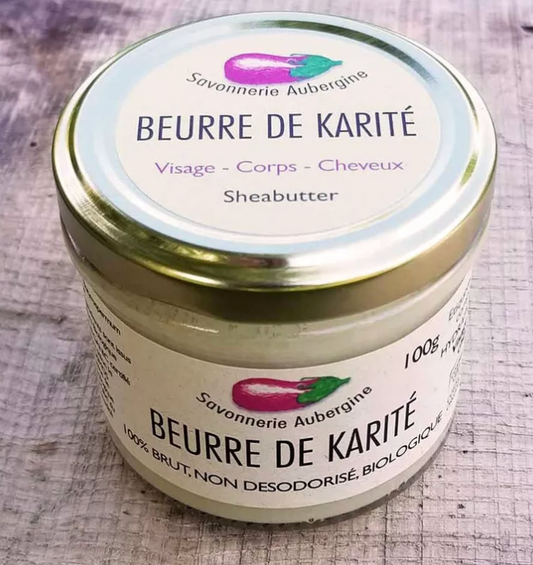 Savonnerie Aubergine
BEURRE DE KARITÉ
Visage - Corps - Cheveux
Sheabutter
100g
Savonnerie Aubergine
BEURRE DE KARITÉ
100% BRUT, NON DESODORISÉ, BIOLOGIQUE